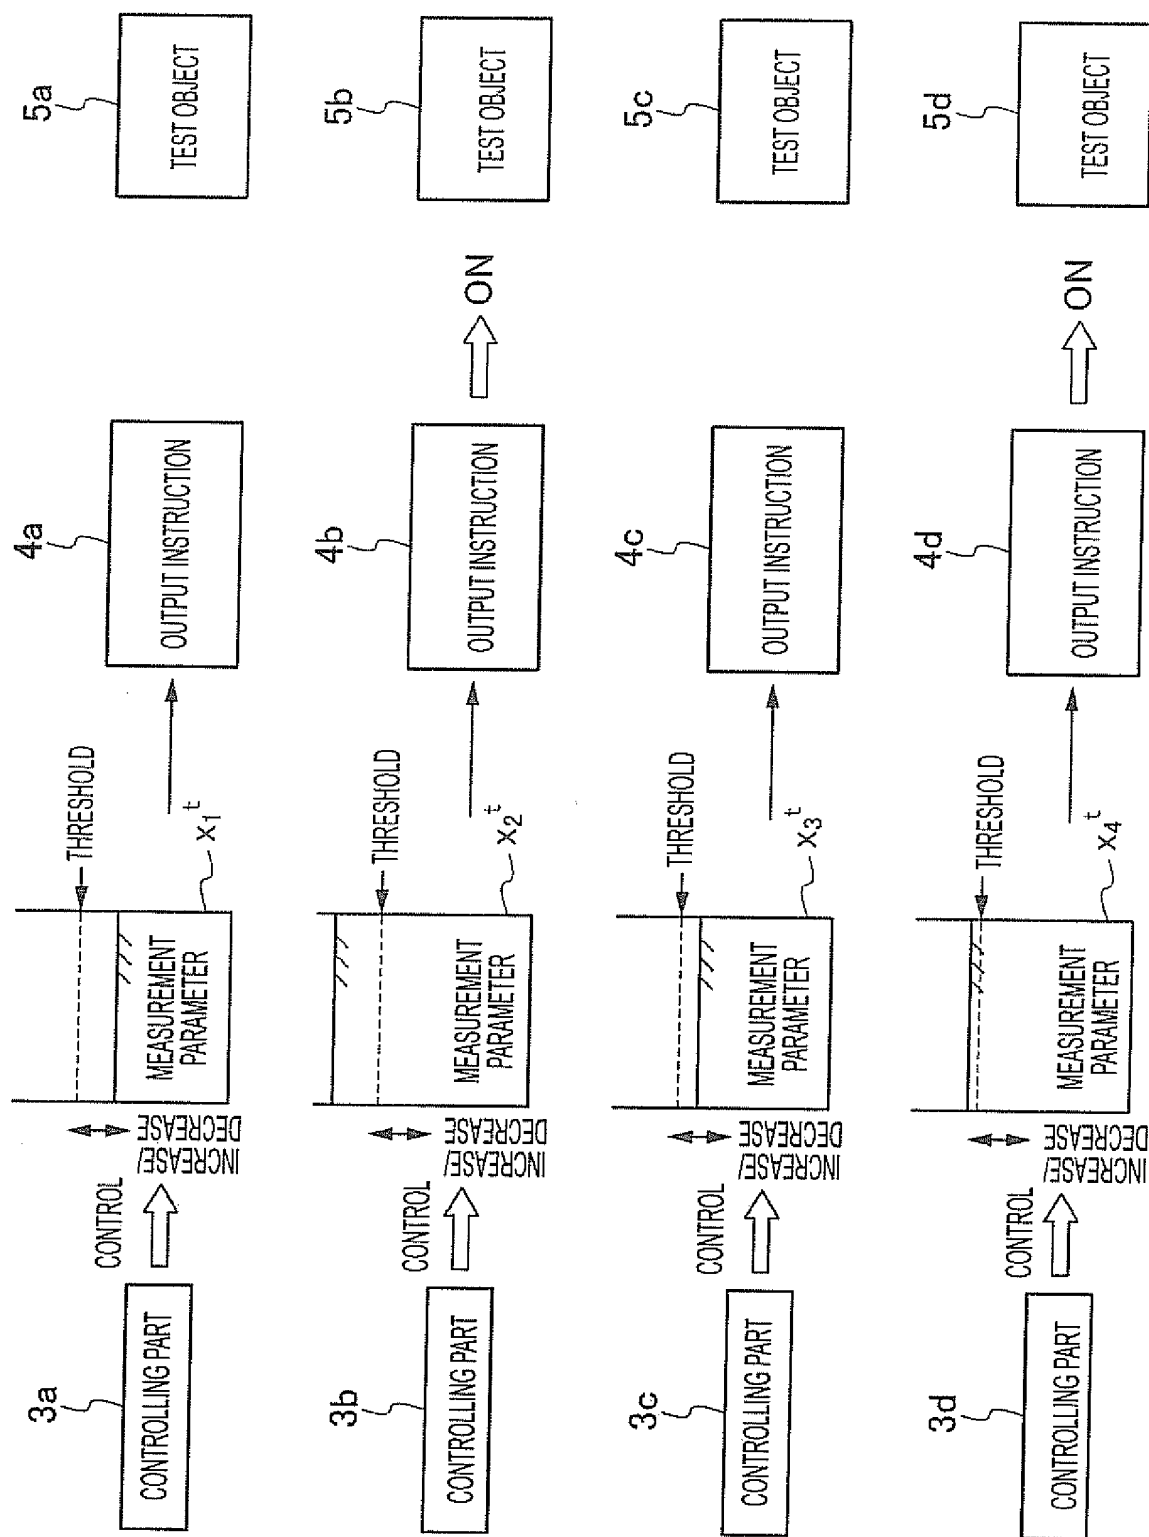 3a
CONTROLLING PART
CONTROL
INCREASE/
DECREASE
MEASUREMENT
PARAMETER
THRESHOLD
x₁ᵗ
4a
OUTPUT INSTRUCTION
5a
TEST OBJECT
3b
CONTROLLING PART
CONTROL
INCREASE/
DECREASE
MEASUREMENT
PARAMETER
THRESHOLD
x₂ᵗ
4b
OUTPUT INSTRUCTION
ON
5b
TEST OBJECT
3c
CONTROLLING PART
CONTROL
INCREASE/
DECREASE
MEASUREMENT
PARAMETER
THRESHOLD
x₃ᵗ
4c
OUTPUT INSTRUCTION
5c
TEST OBJECT
3d
CONTROLLING PART
CONTROL
INCREASE/
DECREASE
MEASUREMENT
PARAMETER
THRESHOLD
x₄ᵗ
4d
OUTPUT INSTRUCTION
ON
5d
TEST OBJECT